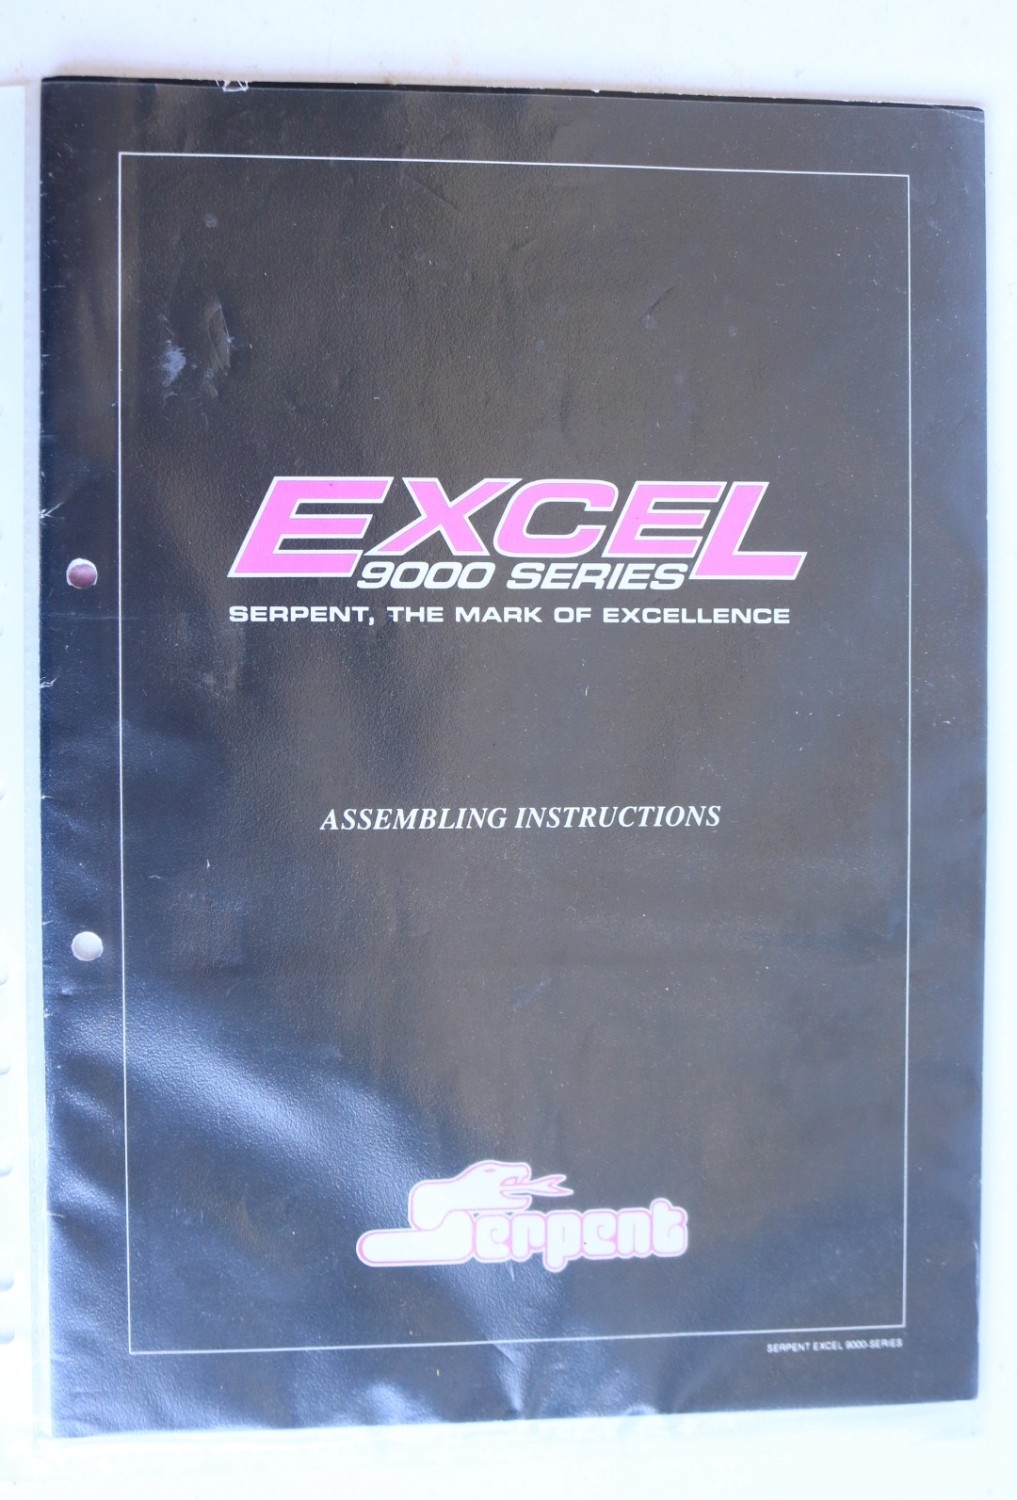 EXCEL
9000 SERIES
SERPENT, THE MARK OF EXCELLENCE
ASSEMBLING INSTRUCTIONS
Serpent
SERPENT EXCEL 9000-SERIES